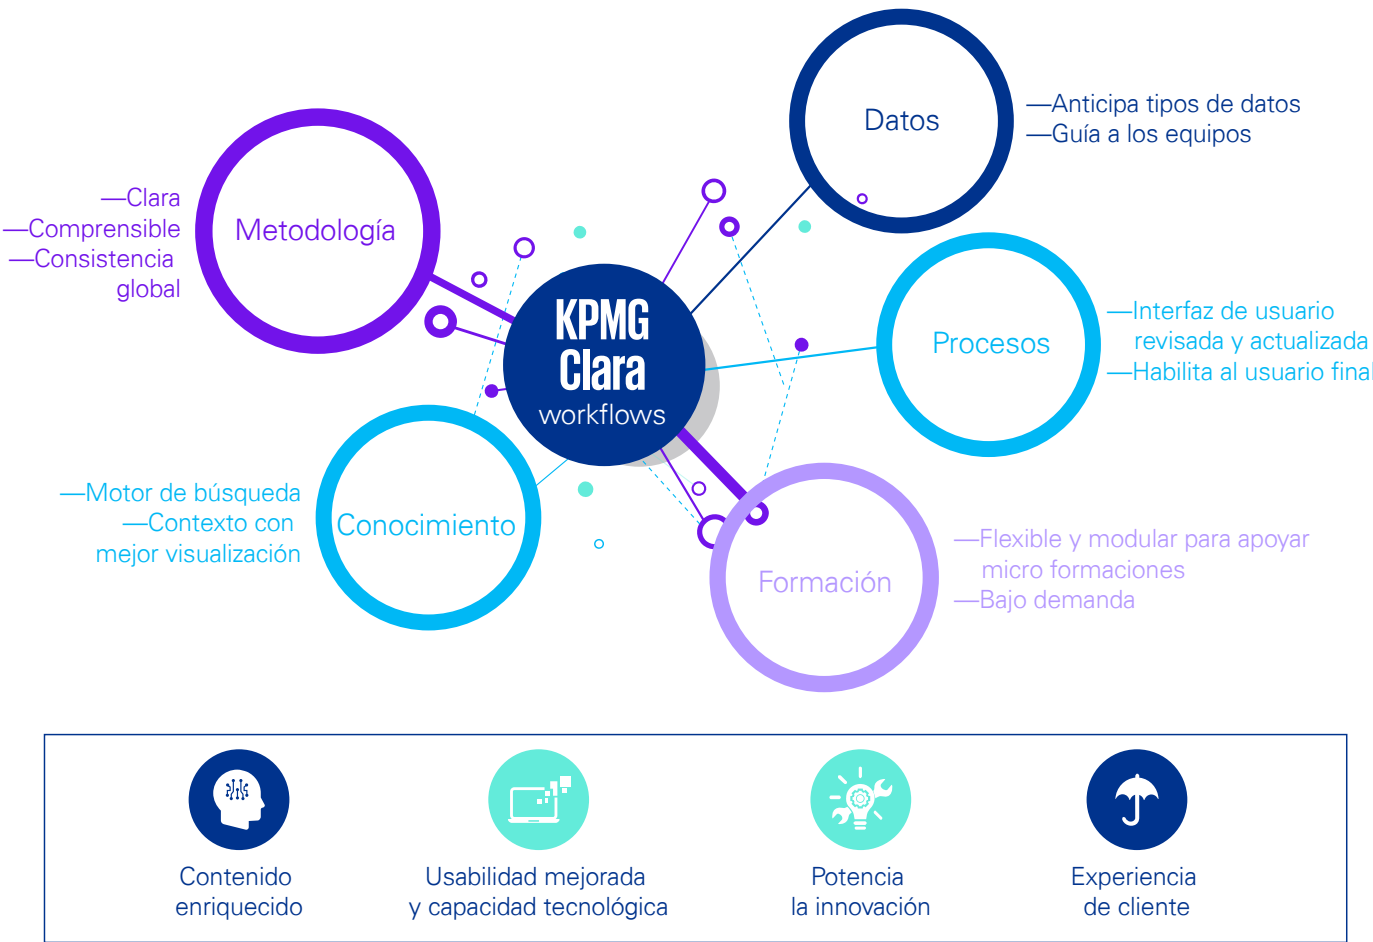 Datos
—Anticipa tipos de datos
—Guía a los equipos
Metodología
—Clara
—Comprensible
—Consistencia
global
KPMG
Clara
workflows
Procesos
—Interfaz de usuario
revisada y actualizada
—Habilita al usuario final
Conocimiento
—Motor de búsqueda
—Contexto con
mejor visualización
Formación
—Flexible y modular para apoyar
micro formaciones
—Bajo demanda
Contenido
enriquecido
Usabilidad mejorada
y capacidad tecnológica
Potencia
la innovación
Experiencia
de cliente